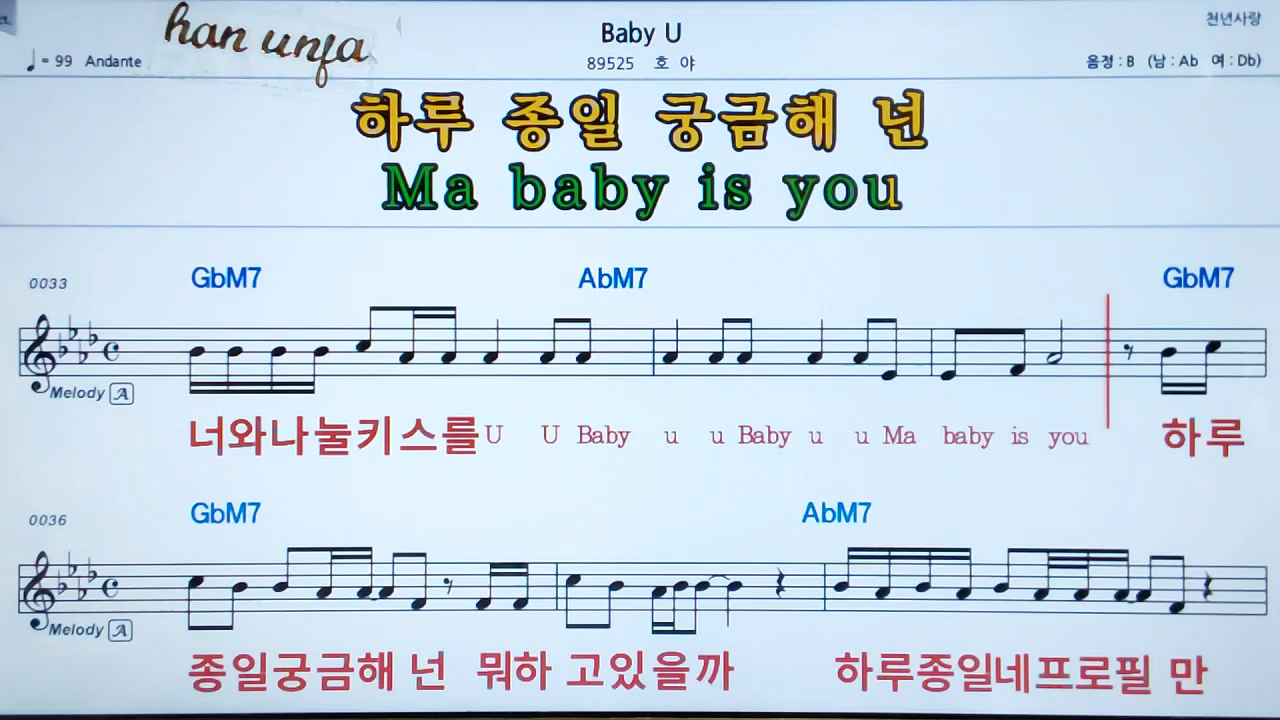 han unja
Baby U
천년사랑
= 99 Andante
89525 호 야
음정 : B (남 : Ab 여 : Db)
하루 종일 궁금해 넌
Ma baby is you
0033 GbM7 AbM7 GbM7
Melody A
너와나눌키스를 U U Baby u u Baby u u Ma baby is you 하루
0036 GbM7 AbM7
Melody A
종일궁금해 넌 뭐하 고있을까 하루종일네프로필 만